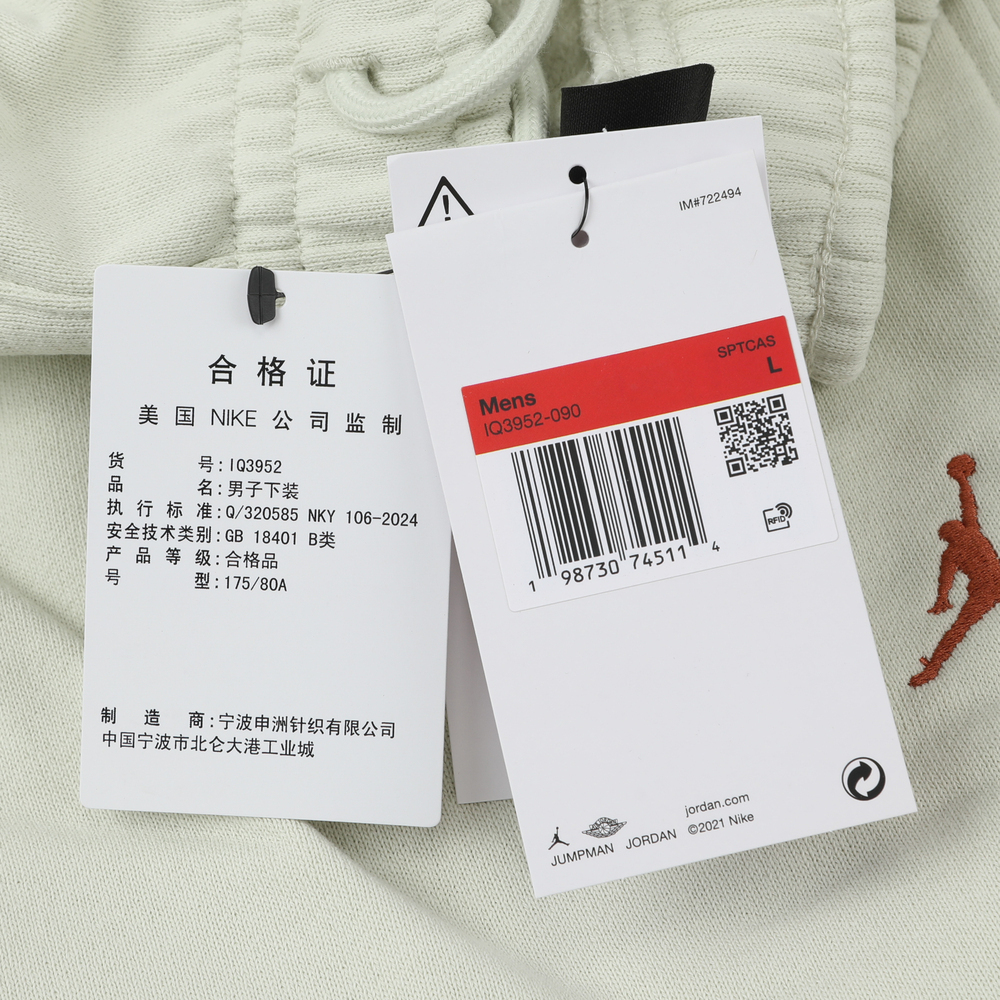 合格证
美国 NIKE 公司监制
货号:IQ3952
品名:男子下装
执行标准:Q/320585 NKY 106-2024
安全技术类别:GB 18401 B类
产品等级:合格品
号型:175/80A
制造商:宁波申洲针织有限公司
中国宁波市北仑大港工业城
IM#722494
SPTCAS
Mens L
IQ3952-090
1 98730 74511 4
RFID
jordan.com
JUMPMAN JORDAN ©2021 Nike